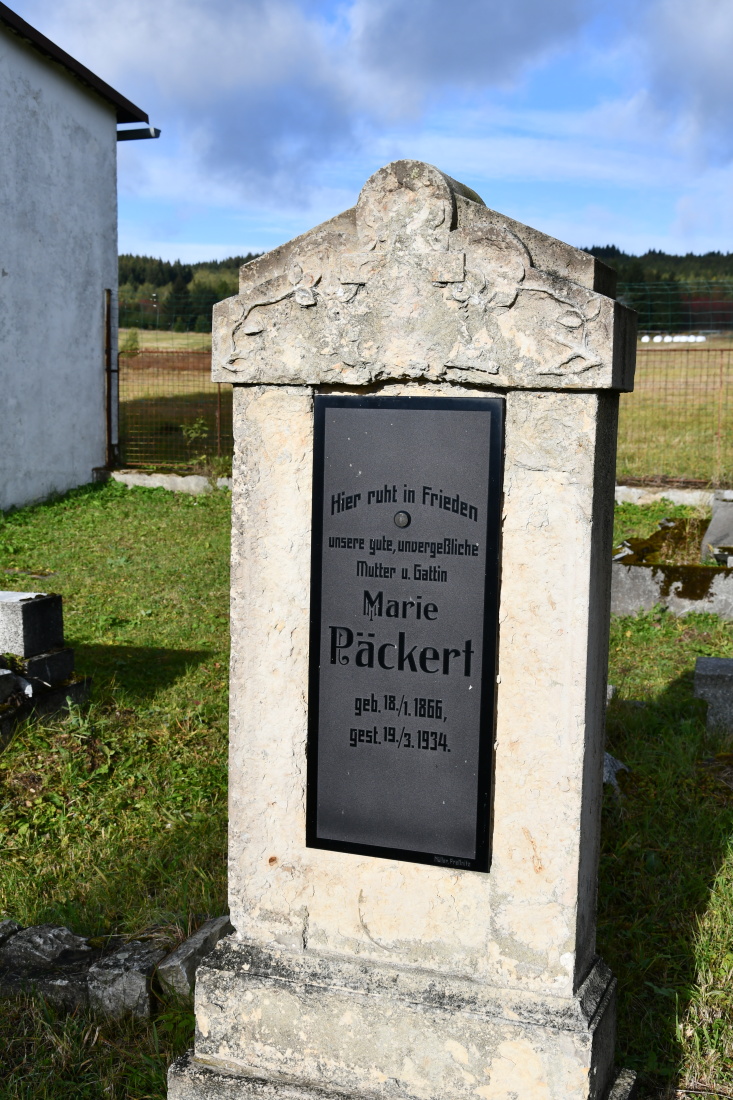 Hier ruht in Frieden
unsere gute, unvergeßliche
Mutter u. Gattin
Marie
Päckert
geb. 18./1. 1866,
gest. 19./3. 1934.